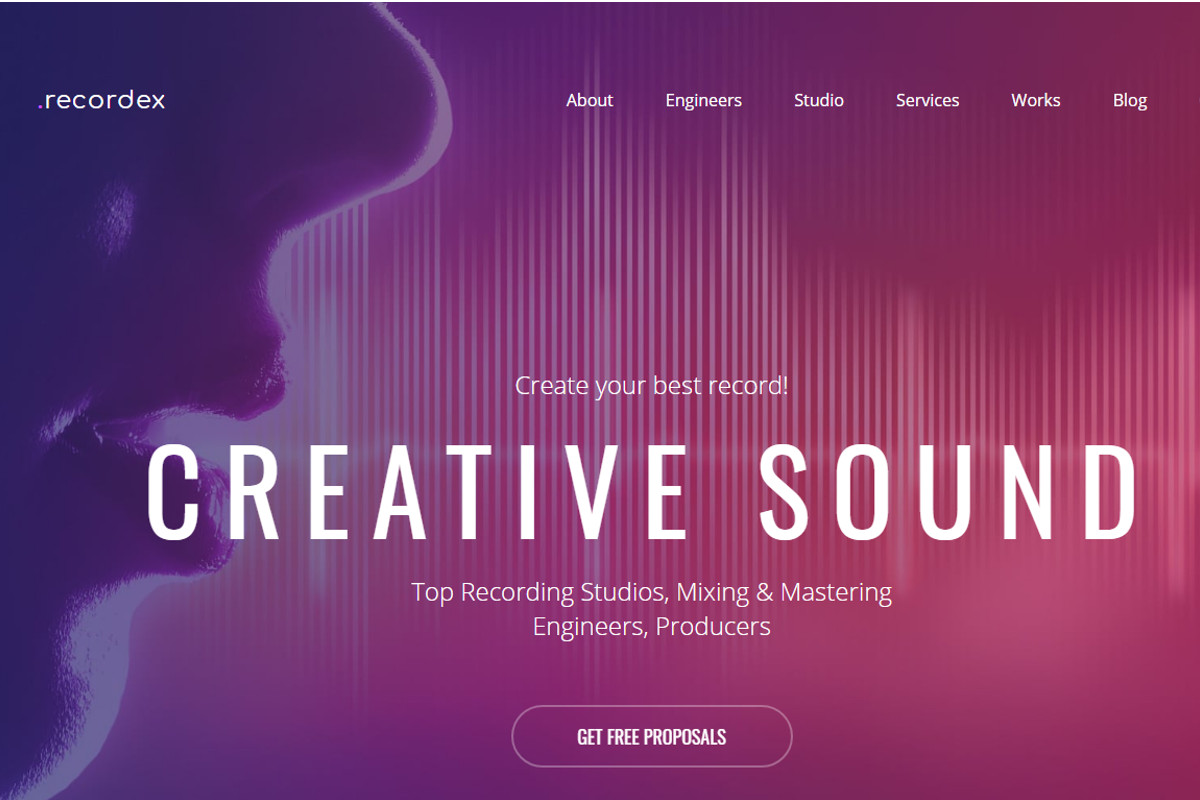 .recordex
About Engineers Studio Services Works Blog
Create your best record!
CREATIVE SOUND
Top Recording Studios, Mixing & Mastering
Engineers, Producers
GET FREE PROPOSALS